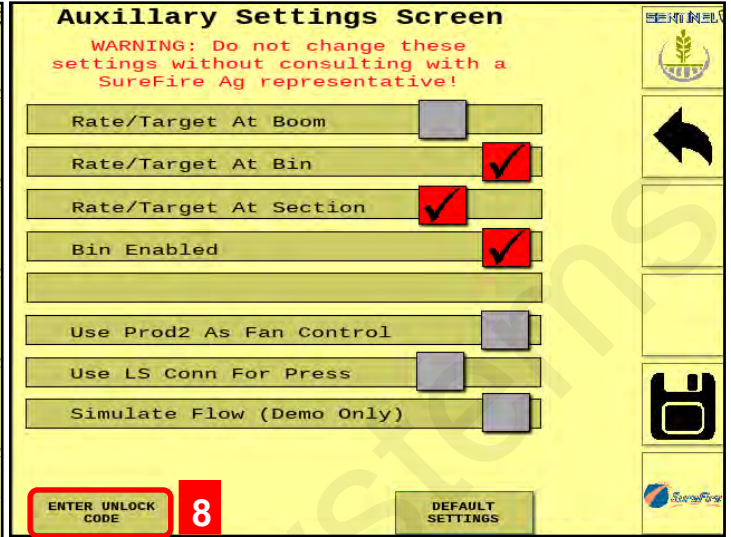 Auxillary Settings Screen
WARNING: Do not change these
settings without consulting with a
SureFire Ag representative!
Rate/Target At Boom
Rate/Target At Bin
Rate/Target At Section
Bin Enabled
Use Prod2 As Fan Control
Use LS Conn For Press
Simulate Flow (Demo Only)
ENTER UNLOCK
CODE
8
DEFAULT
SETTINGS
SENTINEL
SureFire